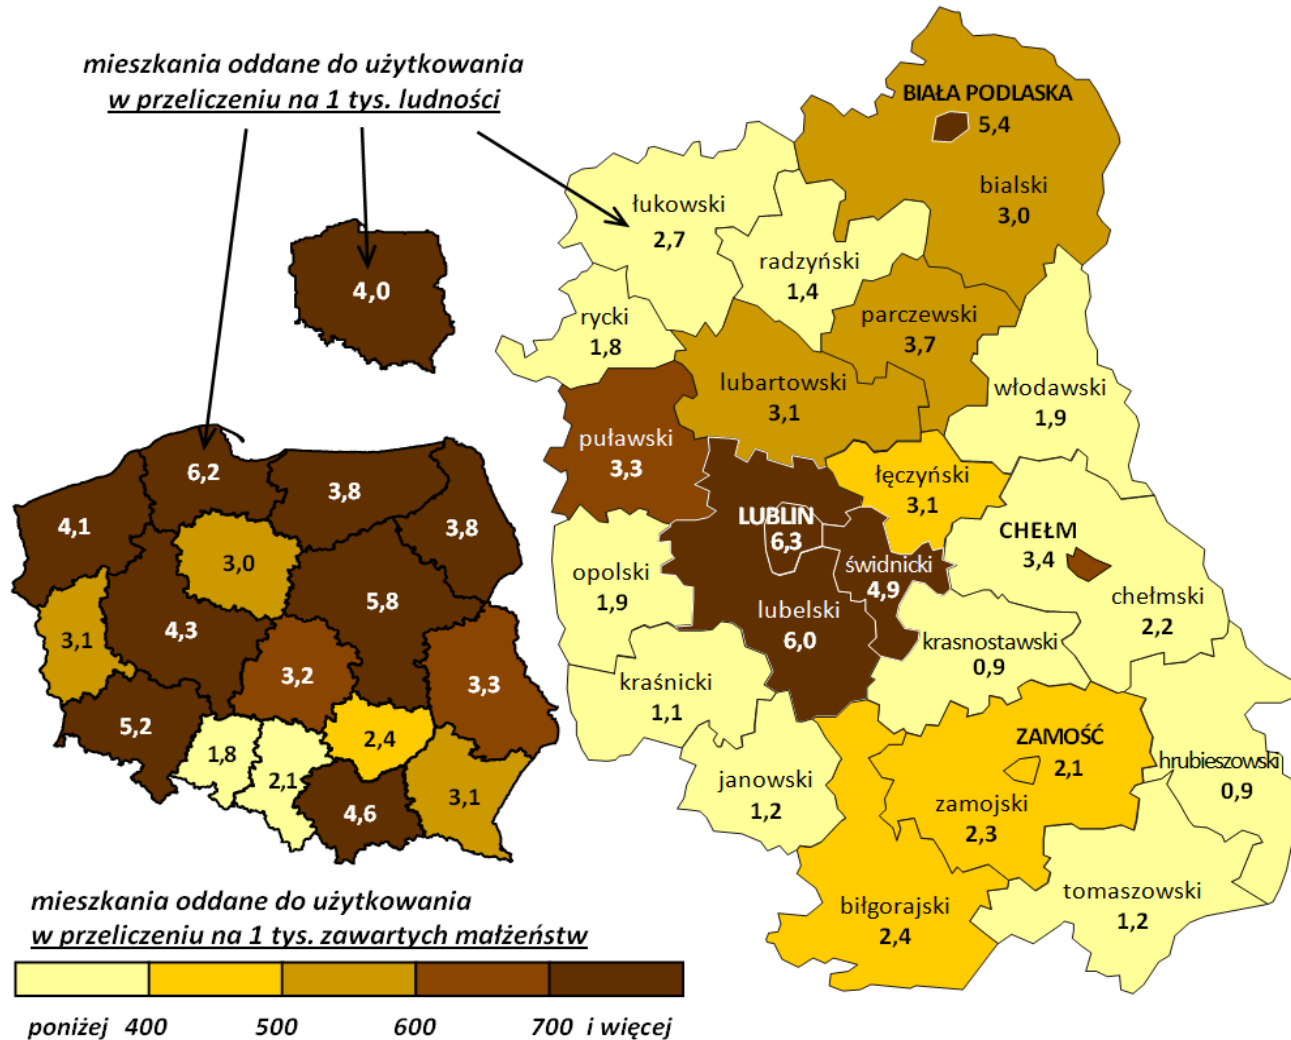 mieszkania oddane do użytkowania
w przeliczeniu na 1 tys. ludności
4,0
6,2
3,8
4,1
3,8
3,0
5,8
4,3
3,1
3,2
3,3
5,2
2,4
1,8
2,1
3,1
4,6
BIAŁA PODLASKA
5,4
bialski
3,0
łukowski
2,7
radzyński
1,4
rycki
1,8
parczewski
3,7
lubartowski
3,1
włodawski
1,9
puławski
3,3
łęczyński
3,1
LUBLIN
6,3
CHEŁM
3,4
świdnicki
4,9
opolski
1,9
lubelski
6,0
chełmski
2,2
krasnostawski
0,9
kraśnicki
1,1
ZAMOŚĆ
2,1
hrubieszowski
0,9
janowski
1,2
zamojski
2,3
tomaszowski
1,2
biłgorajski
2,4
mieszkania oddane do użytkowania
w przeliczeniu na 1 tys. zawartych małżeństw
poniżej 400 500 600 700 i więcej